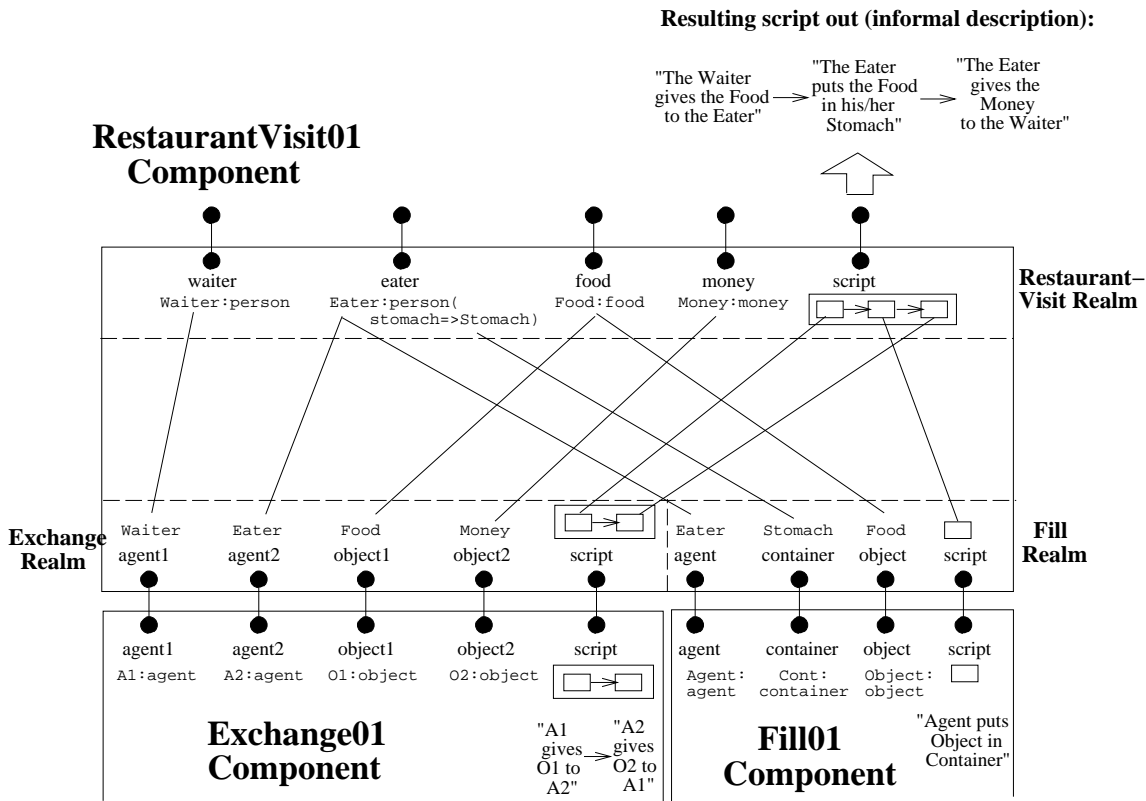 Resulting script out (informal description):
"The Waiter
gives the Food
to the Eater"
"The Eater
puts the Food
in his/her
Stomach"
"The Eater
gives the
Money
to the Waiter"
RestaurantVisit01
Component
waiter
eater
food
money
script
Waiter:person
Eater:person(
stomach=>Stomach)
Food:food
Money:money
Restaurant–
Visit Realm
Exchange
Realm
Waiter
Eater
Food
Money
agent1
agent2
object1
object2
script
Eater
Stomach
Food
agent
container
object
script
Fill
Realm
agent1
agent2
object1
object2
script
A1:agent
A2:agent
O1:object
O2:object
Exchange01
Component
"A1
gives
O1 to
A2"
"A2
gives
O2 to
A1"
agent
container
object
script
Agent:
agent
Cont:
container
Object:
object
Fill01
Component
"Agent puts
Object in
Container"